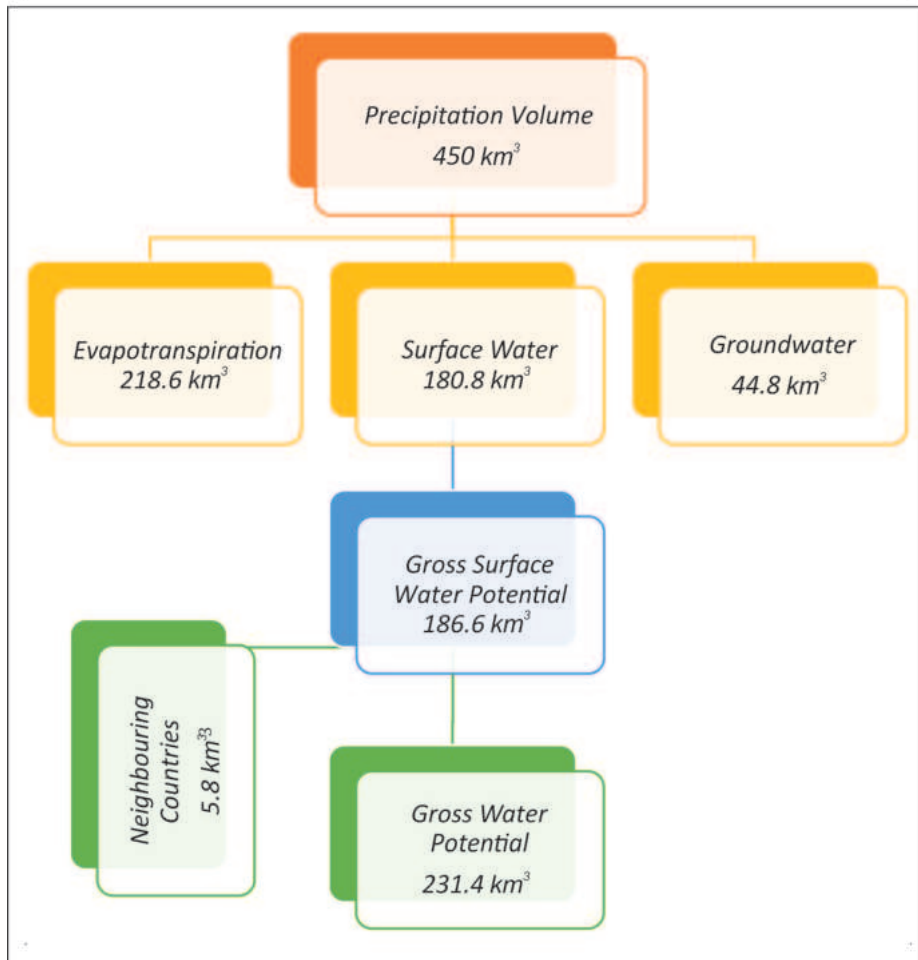 Precipitation Volume
450 km³
Evapotranspiration
218.6 km³
Surface Water
180.8 km³
Groundwater
44.8 km³
Gross Surface
Water Potential
186.6 km³
Neighbouring
Countries
5.8 km³³
Gross Water
Potential
231.4 km³